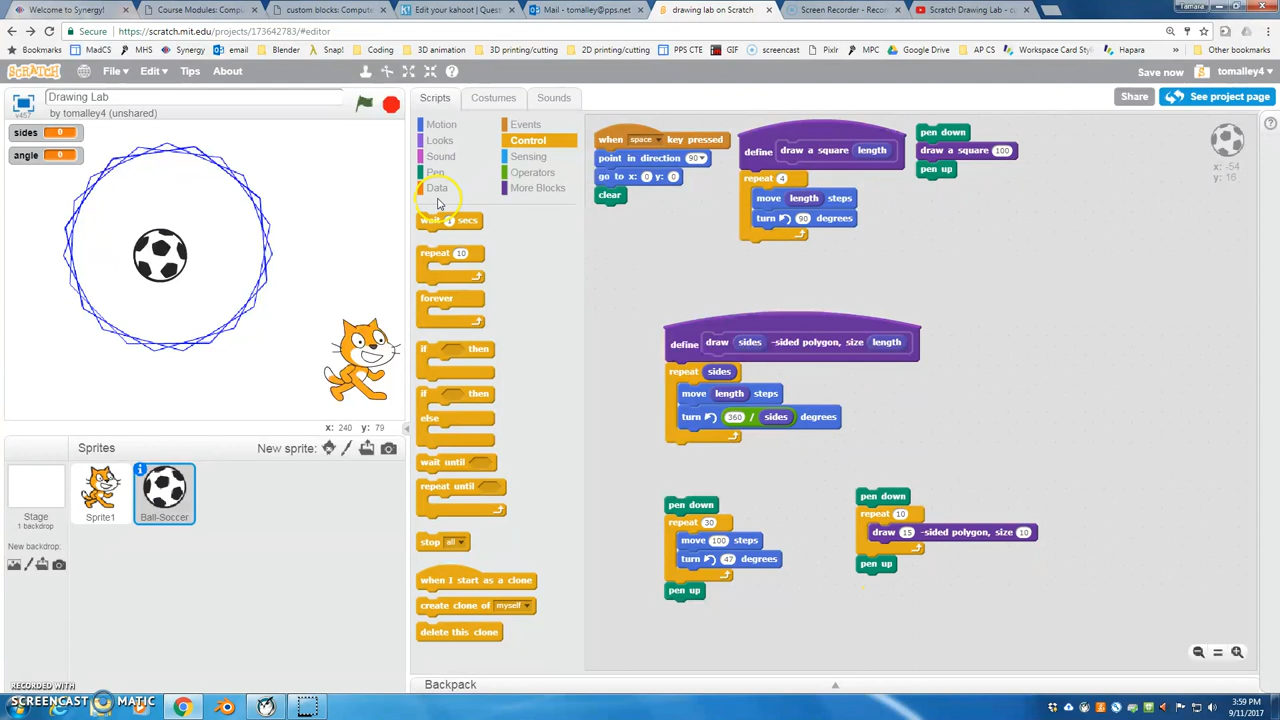 Welcome to Synergy!
Course Modules: Compu
custom blocks: Compute
Edit your kahoot
Mail - tomalley@pps.net
drawing lab on Scratch
Screen Recorder - Record
Scratch Drawing Lab - c
Tamara
Secure
https://scratch.mit.edu/projects/173642783/#editor
Bookmarks
MadCS
MHS
Synergy
email
Blender
Snap!
Coding
3D animation
3D printing/cutting
2D printing/cutting
PPS CTE
GIF
screencast
Pixlr
MPC
Google Drive
AP CS
Workspace Card Sty
Hapara
Other bookmarks
SCRATCH
File
Edit
Tips
About
Save now
tomalley4
Drawing Lab
by tomalley4 (unshared)
v457
Scripts
Costumes
Sounds
Share
See project page
sides 0
angle 0
Motion
Looks
Sound
Pen
Data
Events
Control
Sensing
Operators
More Blocks
wait 1 secs
repeat 10
forever
if then
if then
else
wait until
repeat until
stop all
when I start as a clone
create clone of myself
delete this clone
when space key pressed
point in direction 90
go to x: 0 y: 0
clear
define draw a square length
repeat 4
move length steps
turn 90 degrees
pen down
draw a square 100
pen up
x: -54
y: 16
define draw sides -sided polygon, size length
repeat sides
move length steps
turn 360 / sides degrees
pen down
repeat 30
move 100 steps
turn 47 degrees
pen up
pen down
repeat 10
draw 15 -sided polygon, size 10
pen up
x: 240 y: 79
Sprites
New sprite:
Stage
1 backdrop
New backdrop:
Sprite1
Ball-Soccer
Backpack
RECORDED WITH
SCREENCAST MATIC
3:59 PM
9/11/2017